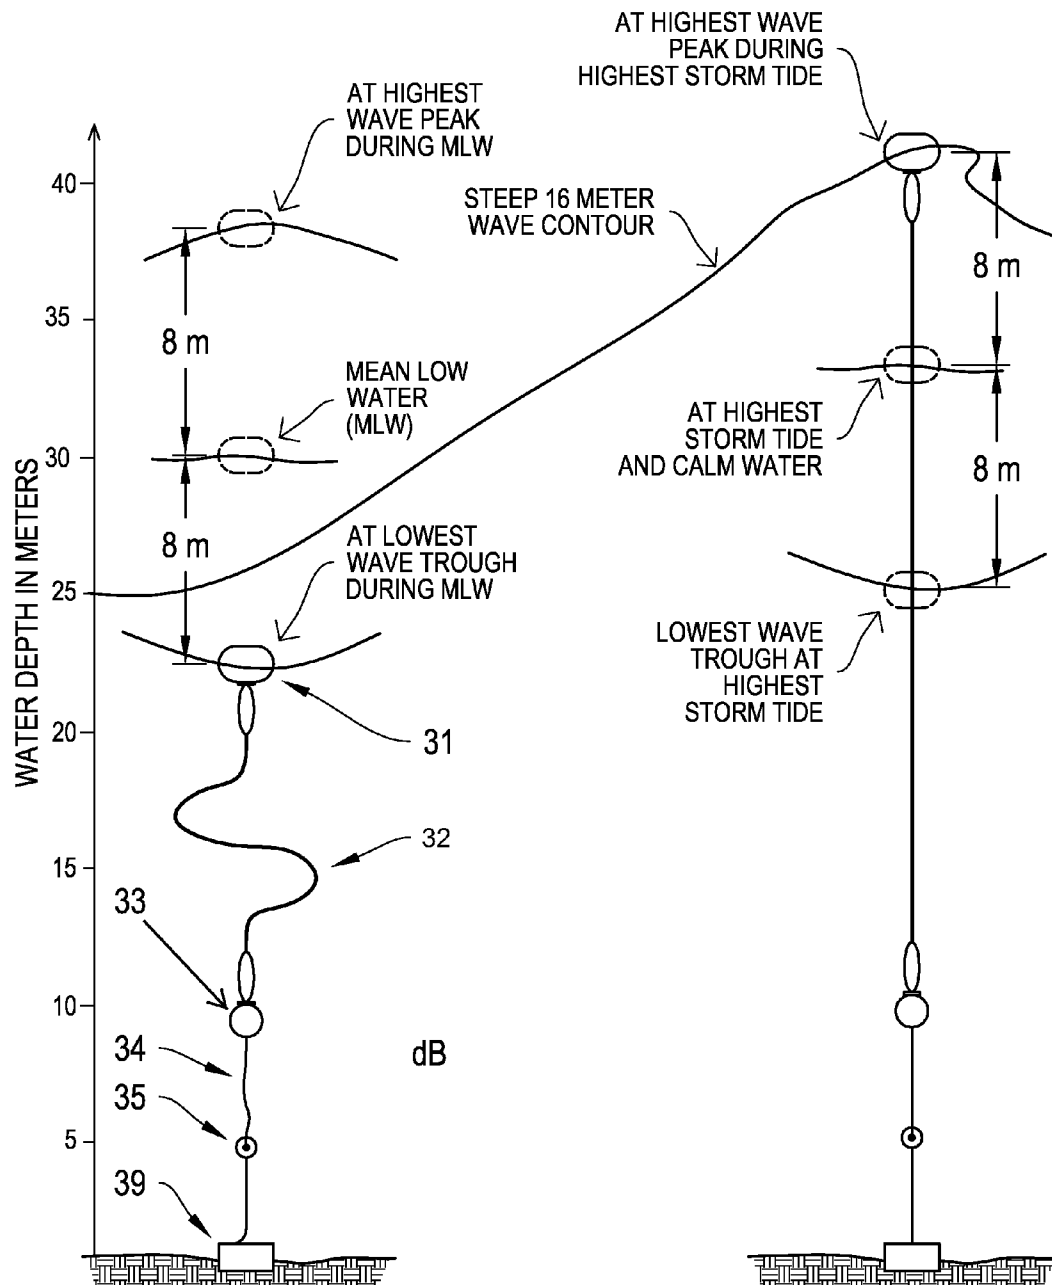 AT HIGHEST WAVE
PEAK DURING
HIGHEST STORM TIDE
AT HIGHEST
WAVE PEAK
DURING MLW
STEEP 16 METER
WAVE CONTOUR
40
8 m
35
8 m
MEAN LOW
WATER
(MLW)
AT HIGHEST
STORM TIDE
AND CALM WATER
30
8 m
8 m
AT LOWEST
WAVE TROUGH
DURING MLW
25
LOWEST WAVE
TROUGH AT
HIGHEST
STORM TIDE
WATER DEPTH IN METERS
20
31
32
15
33
10
34
dB
35
5
39